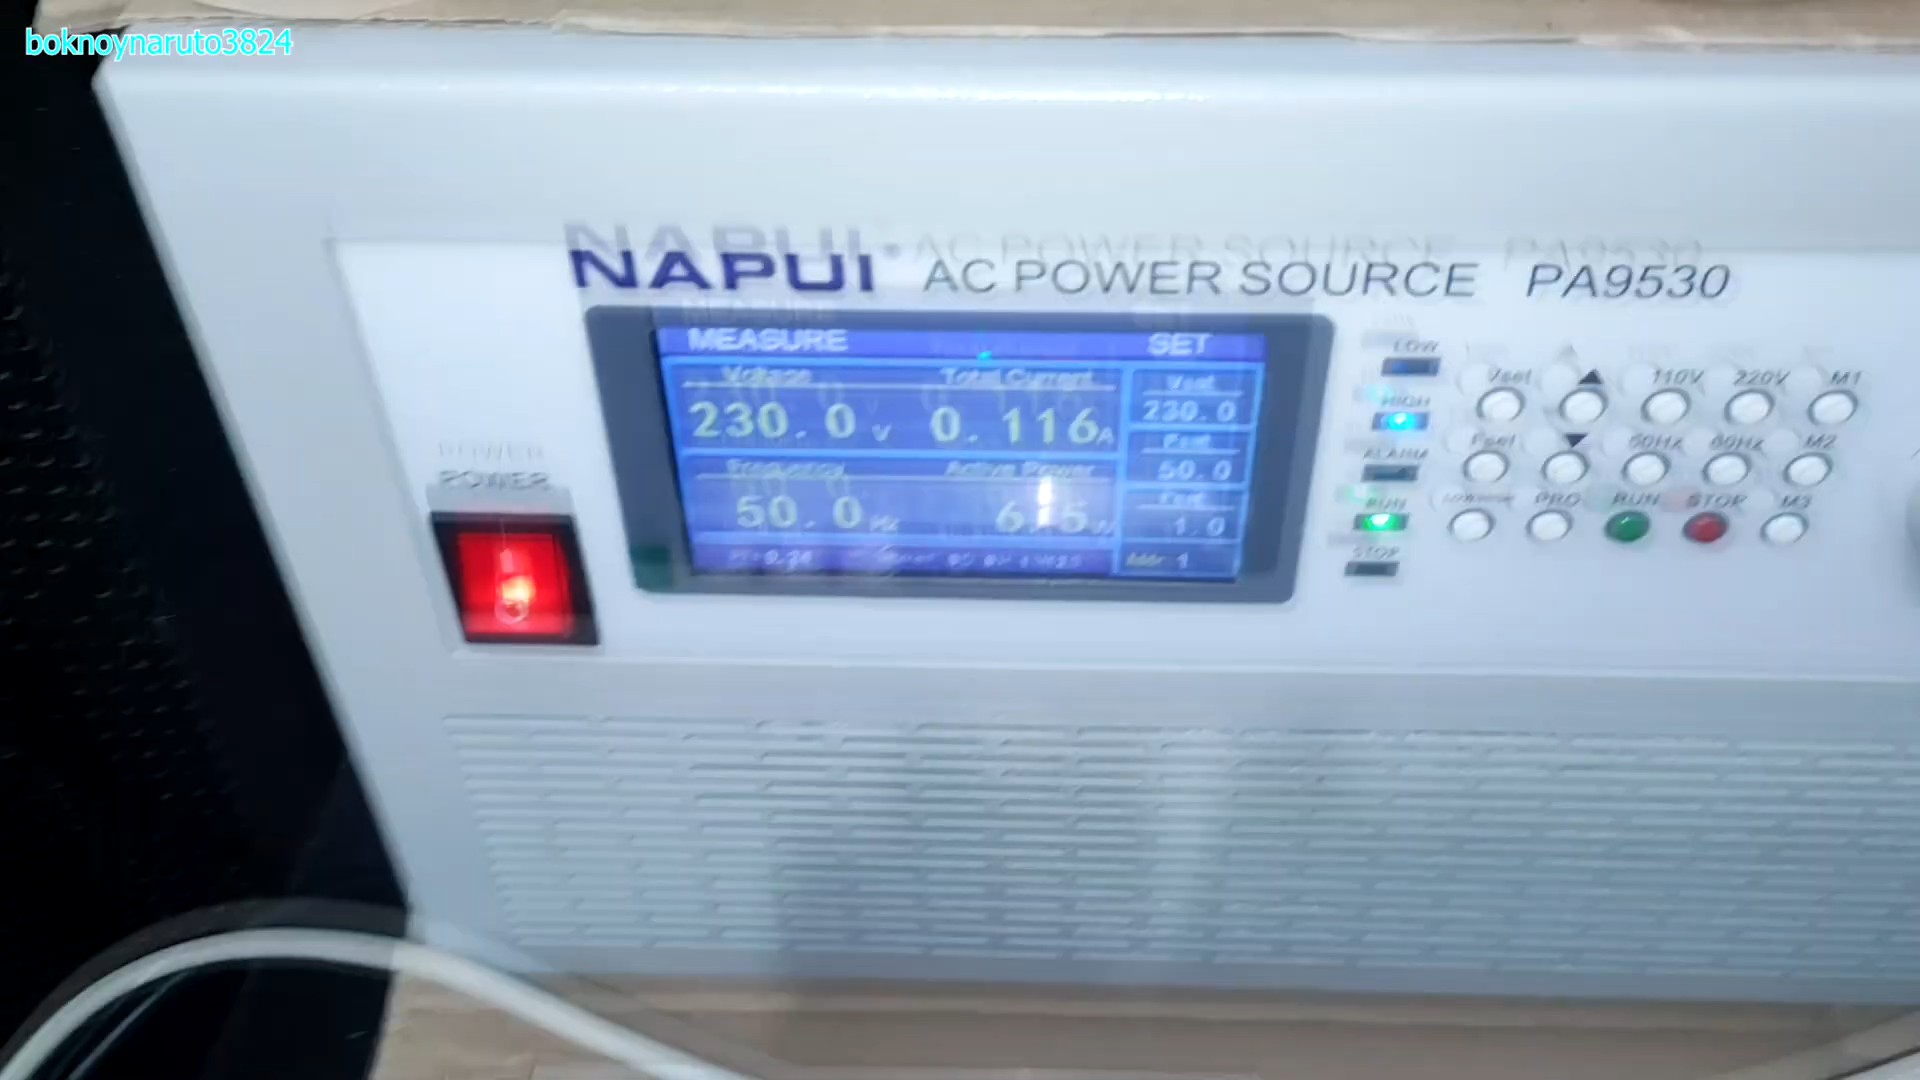 boknoynaruto3824
NAPUI AC POWER SOURCE PA9530
MEASURE SET
Voltage Total Current Vset
230.0 V 0.116 A 230.0
Frequency Active Power Fset
50.0 Hz 50.0
1.0
Addr 1
POWER
LOW
HIGH
ALARM
RUN
STOP
Vset ▲ 110V 220V M1
Fset ▼ 50Hz 60Hz M2
PRO RUN STOP M3